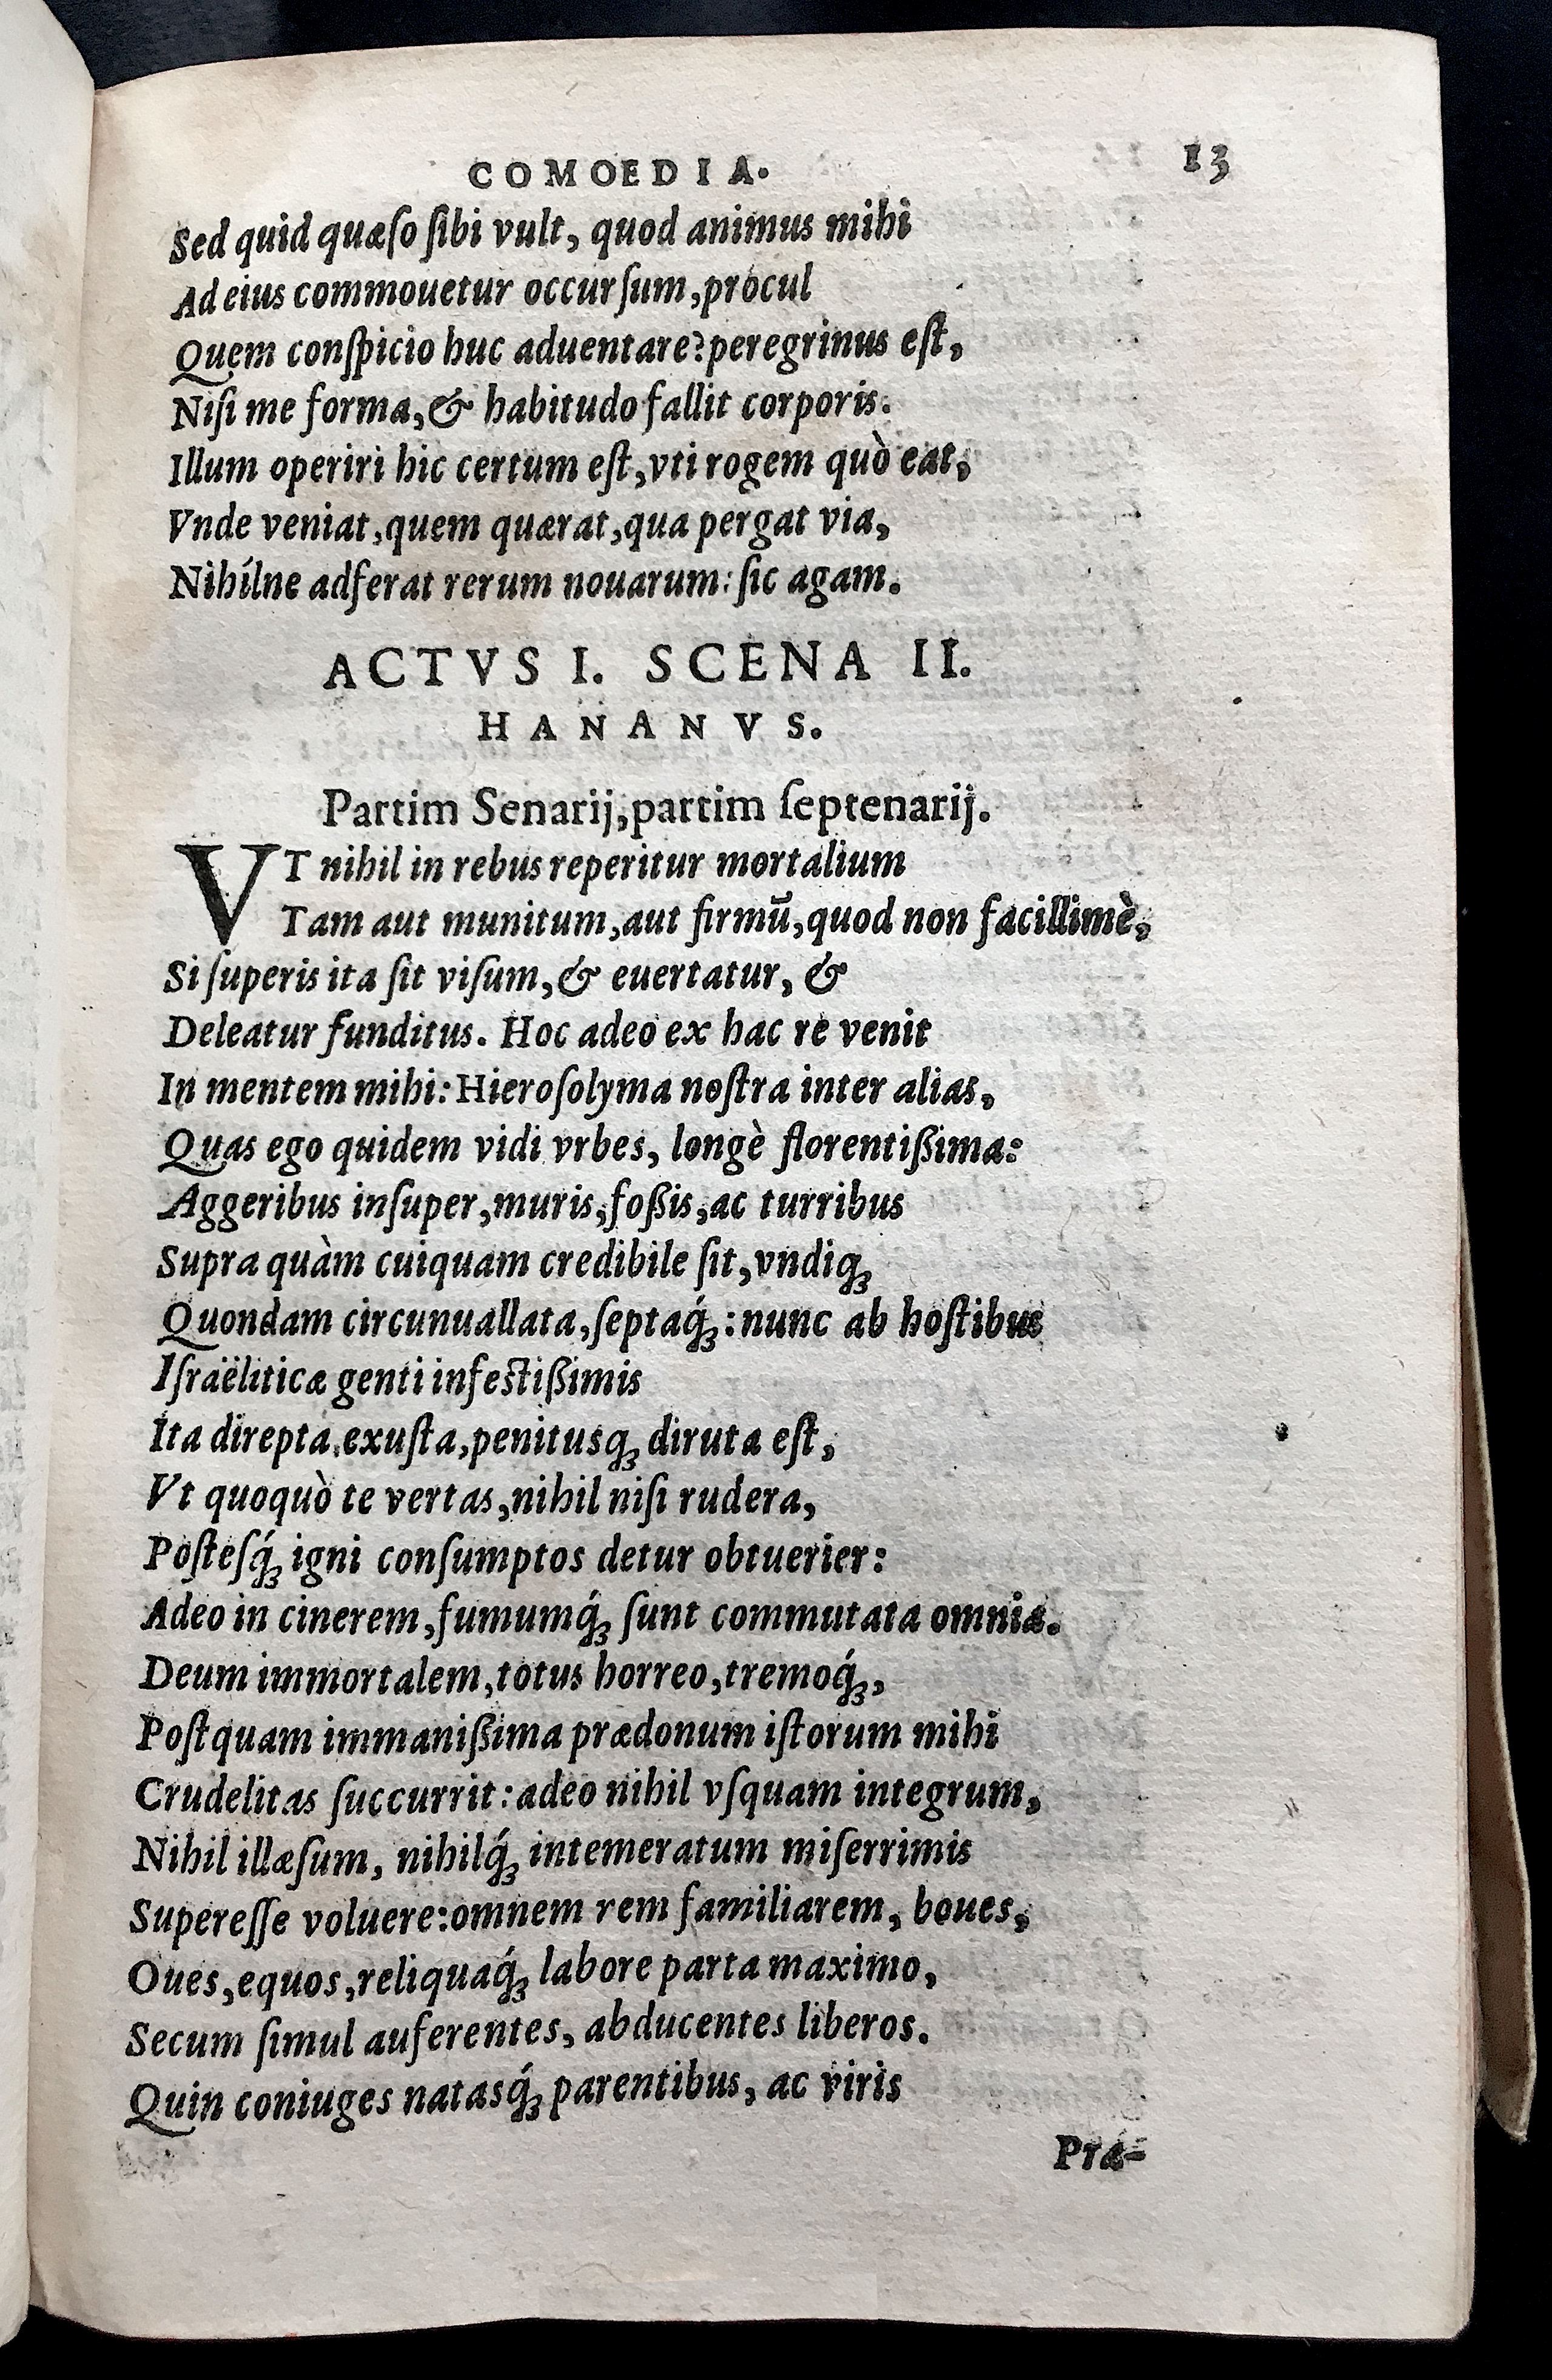 COMOEDIA. 13
Sed quid quæſo ſibi vult, quod animus mihi
Ad eius commouetur occurſum, procul
Quem conſpicio huc aduentare? peregrinus eſt,
Niſi me forma, & habitudo fallit corporis.
Illum operiri hic certum eſt, vti rogem quò eat,
Vnde veniat, quem quærat, qua pergat via,
Nihílne adferat rerum nouarum: ſic agam.
ACTVS I. SCENA II.
HANANVS.
Partim Senarij, partim ſeptenarij.
VT nihil in rebus reperitur mortalium
Tam aut munitum, aut firmũ, quod non facillimè,
Si ſuperis ita ſit viſum, & euertatur, &
Deleatur funditus. Hoc adeo ex hac re venit
In mentem mihi: Hieroſolyma noſtra inter alias,
Quas ego quidem vidi vrbes, longè florentißima:
Aggeribus inſuper, muris, foßis, ac turribus
Supra quàm cuiquam credibile ſit, vndiqꝫ
Quondam circunuallata, ſeptaq́ꝫ: nunc ab hoſtibus
Iſraëliticæ genti infeſtißimis
Ita direpta, exuſta, penitusqꝫ diruta eſt,
Vt quoquò te vertas, nihil niſi rudera,
Poſteſq́ꝫ igni conſumptos detur obtuerier:
Adeo in cinerem, fumumq́ꝫ ſunt commutata omnia.
Deum immortalem, totus horreo, tremoq́ꝫ,
Poſtquam immanißima prædonum iſtorum mihi
Crudelitas ſuccurrit: adeo nihil vſquam integrum,
Nihil illæſum, nihilq́ꝫ intemeratum miſerrimis
Supereſſe voluere: omnem rem familiarem, boues,
Oues, equos, reliquaq́ꝫ labore parta maximo,
Secum ſimul auferentes, abducentes liberos.
Quin coniuges natasq́ꝫ parentibus, ac viris
Præ-